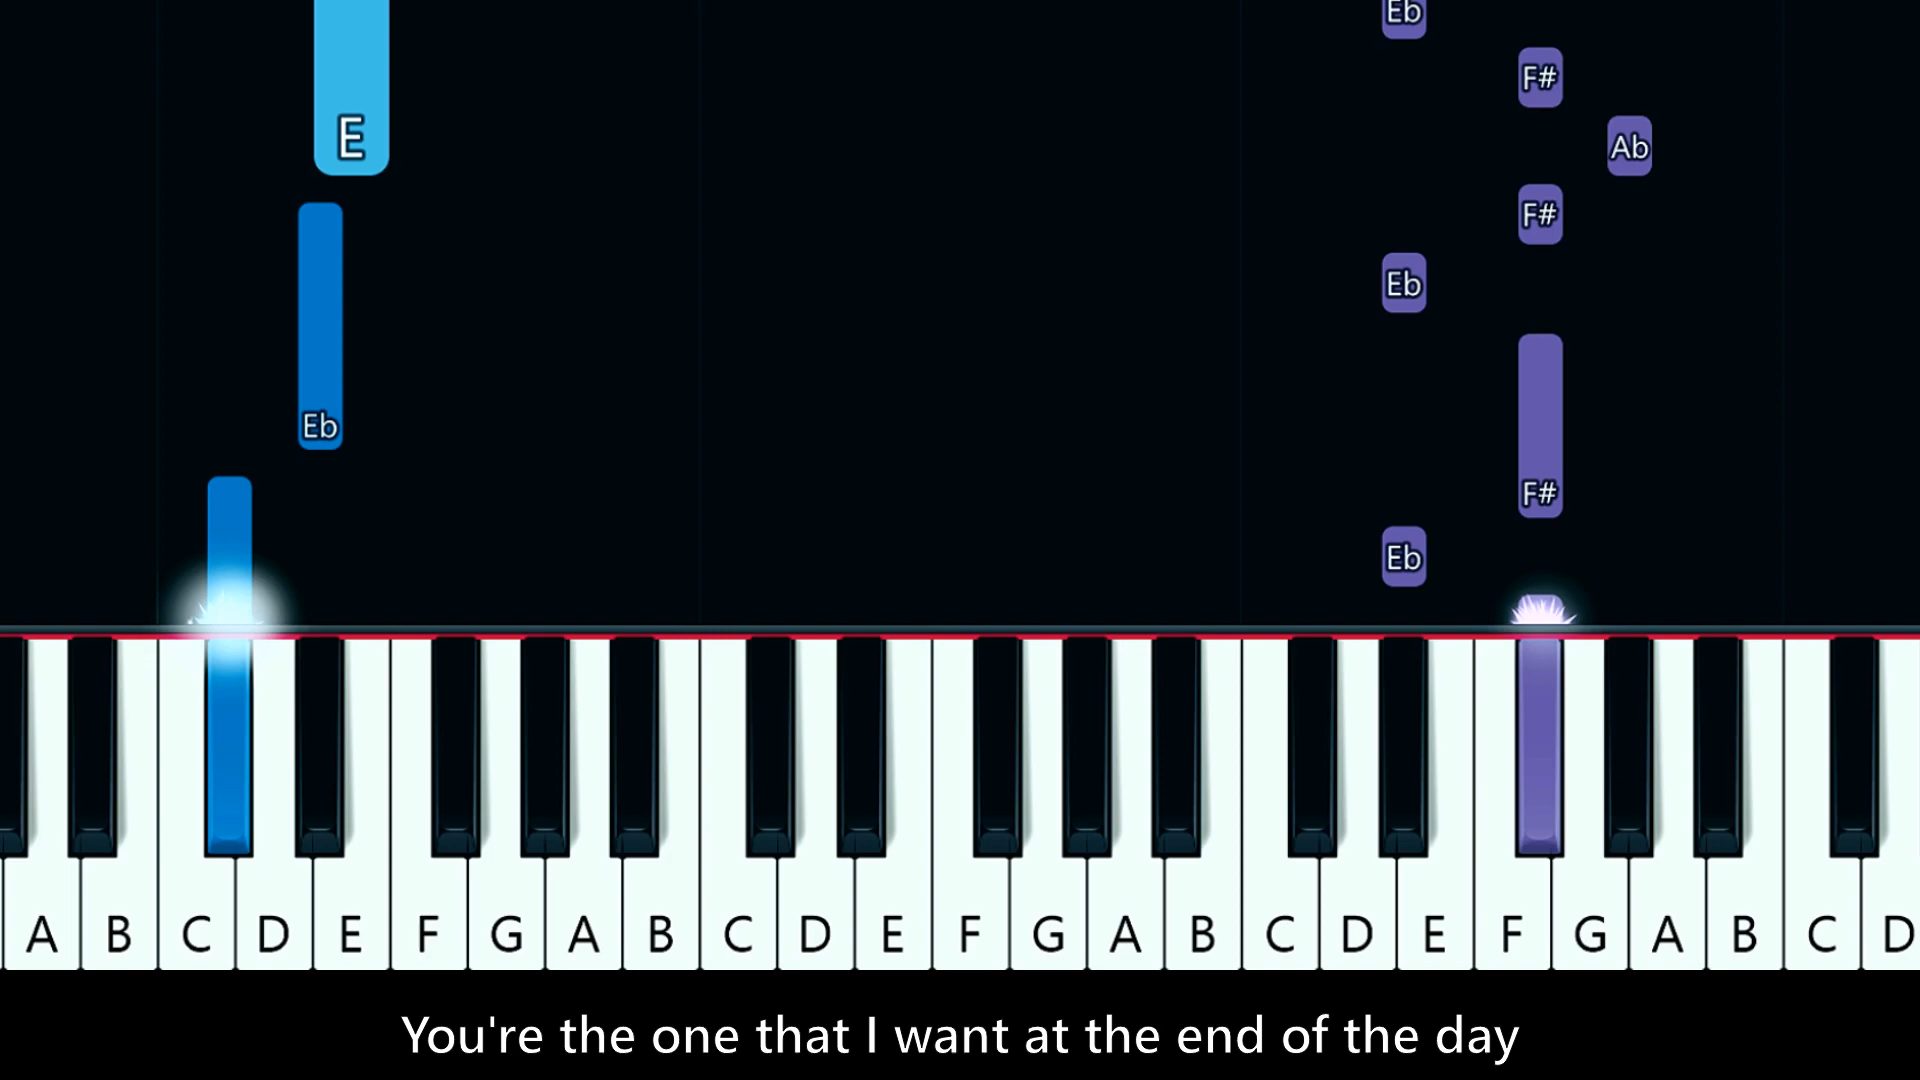 Eb
F#
E
Ab
F#
Eb
Eb
F#
Eb
A B C D E F G A B C D E F G A B C D E F G A B C D
You're the one that I want at the end of the day